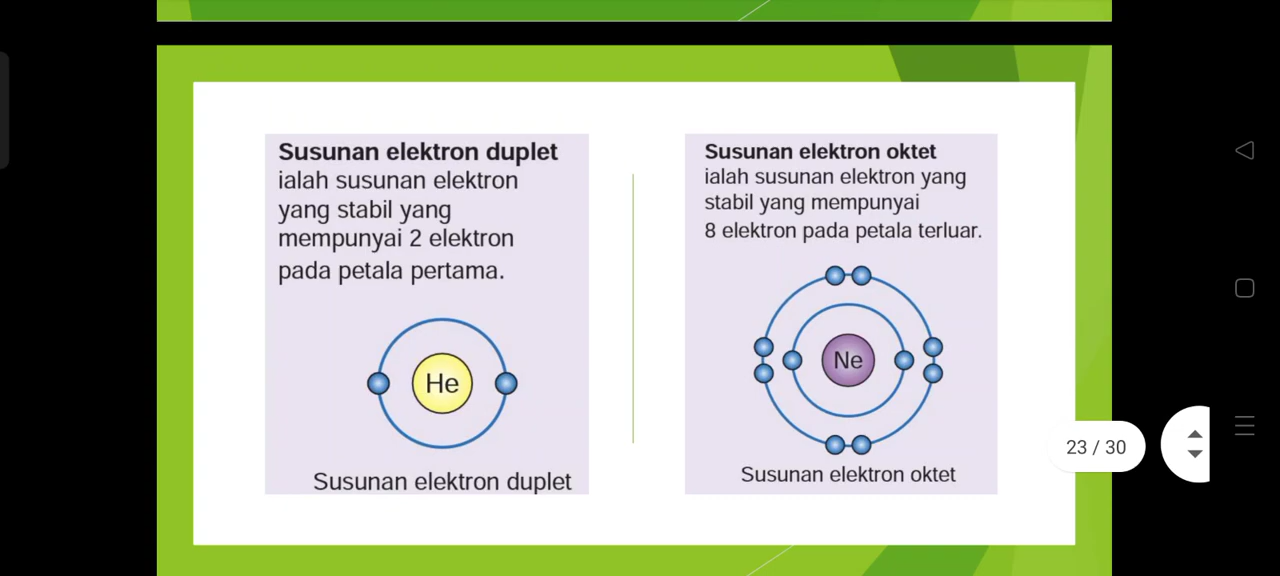 Susunan elektron duplet
ialah susunan elektron
yang stabil yang
mempunyai 2 elektron
pada petala pertama.
He
Susunan elektron duplet
Susunan elektron oktet
ialah susunan elektron yang
stabil yang mempunyai
8 elektron pada petala terluar.
Ne
Susunan elektron oktet
23 / 30